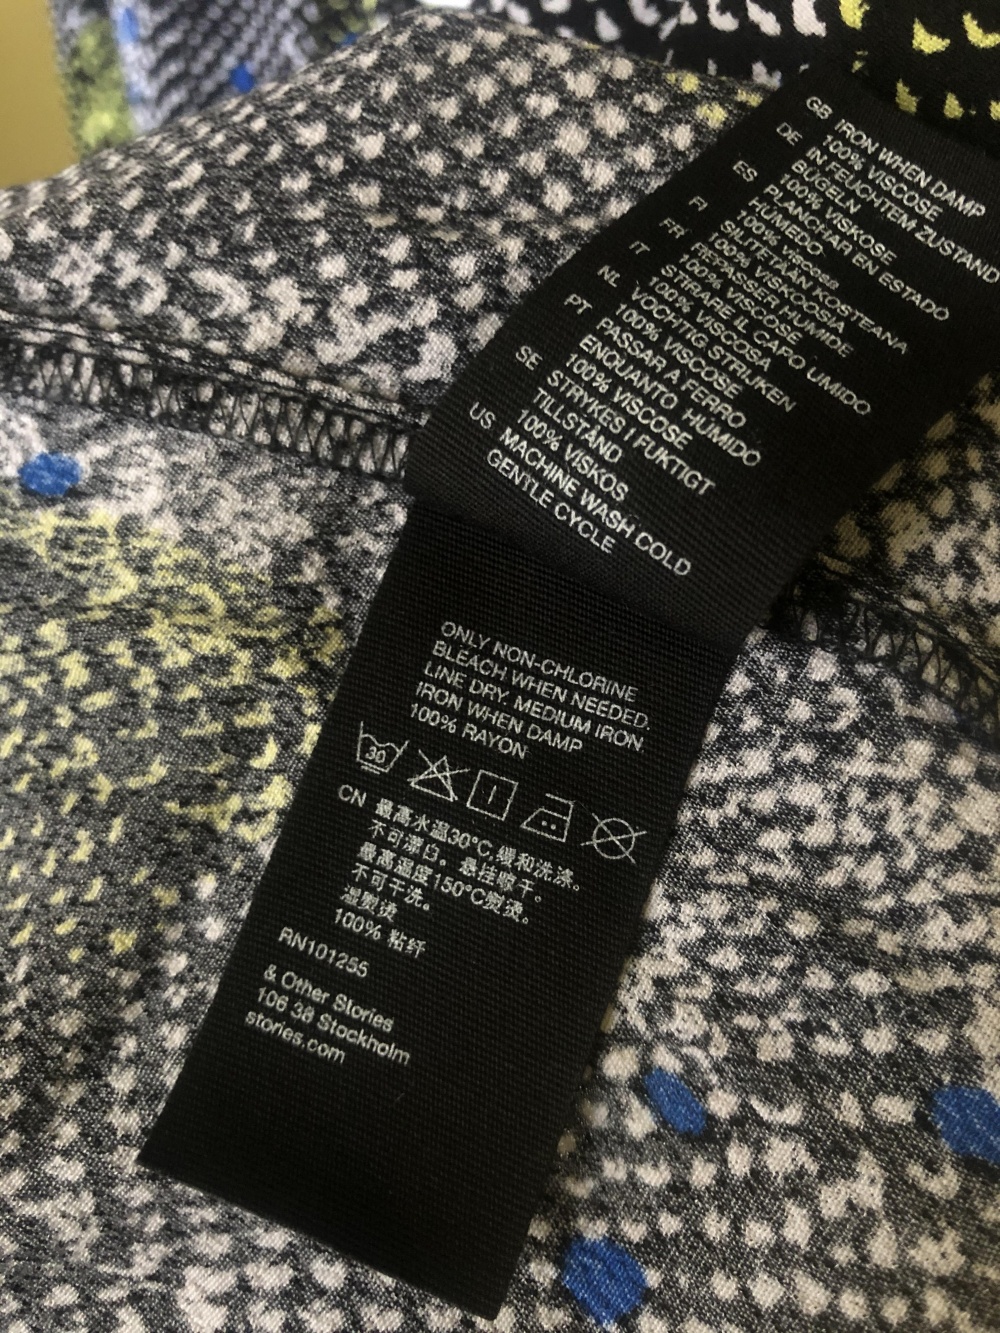 GB IRON WHEN DAMP
100% VISCOSE
DE IN FEUCHTEM ZUSTAND
BÜGELN
100% VISKOSE
ES PLANCHAR EN ESTADO
HÚMEDO
100% Viscosa
FI SILITETÄÄN KOSTEANA
100% VISKOOSIA
FR REPASSER HUMIDE
100% VISCOSE
IT STIRARE IL CAPO UMIDO
100% VISCOSA
NL VOCHTIG STRIJKEN
100% VISCOSE
PT PASSAR A FERRO
ENQUANTO HÚMIDO
100% VISCOSE
SE STRYKES I FUKTIGT
TILLSTÅND
100% VISKOS
US MACHINE WASH COLD
GENTLE CYCLE
ONLY NON-CHLORINE
BLEACH WHEN NEEDED.
LINE DRY. MEDIUM IRON.
IRON WHEN DAMP
100% RAYON
30
CN 最高水温30°C,缓和洗涤。
不可漂白。悬挂晾干。
最高温度150°C熨烫。
不可干洗。
湿熨烫
100% 粘纤
RN101255
& Other Stories
106 38 Stockholm
stories.com